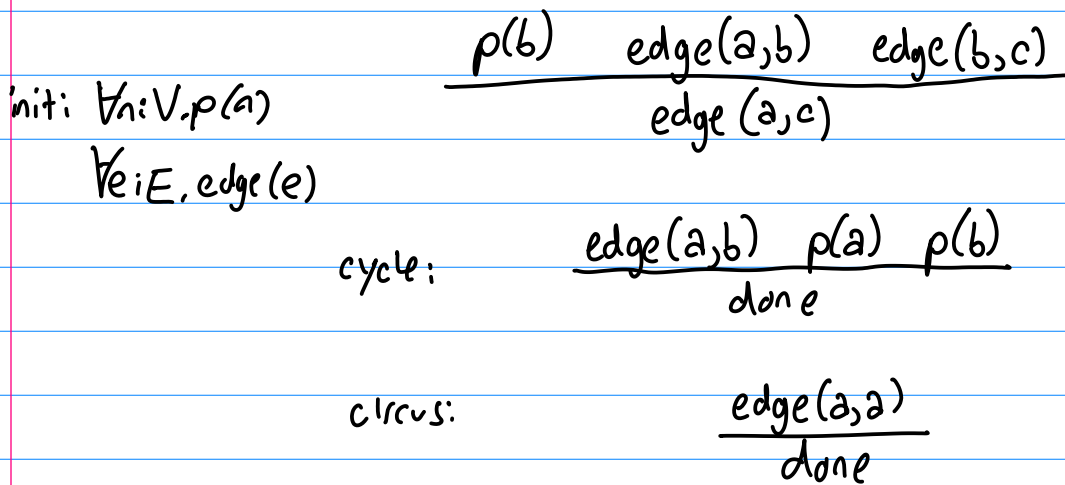 p(b) edge(a,b) edge(b,c)
edge (a,c)
init: ∀n:V.p(n)
∀e:E. edge(e)
cycle: edge(a,b) p(a) p(b)
done
circus: edge(a,a)
done